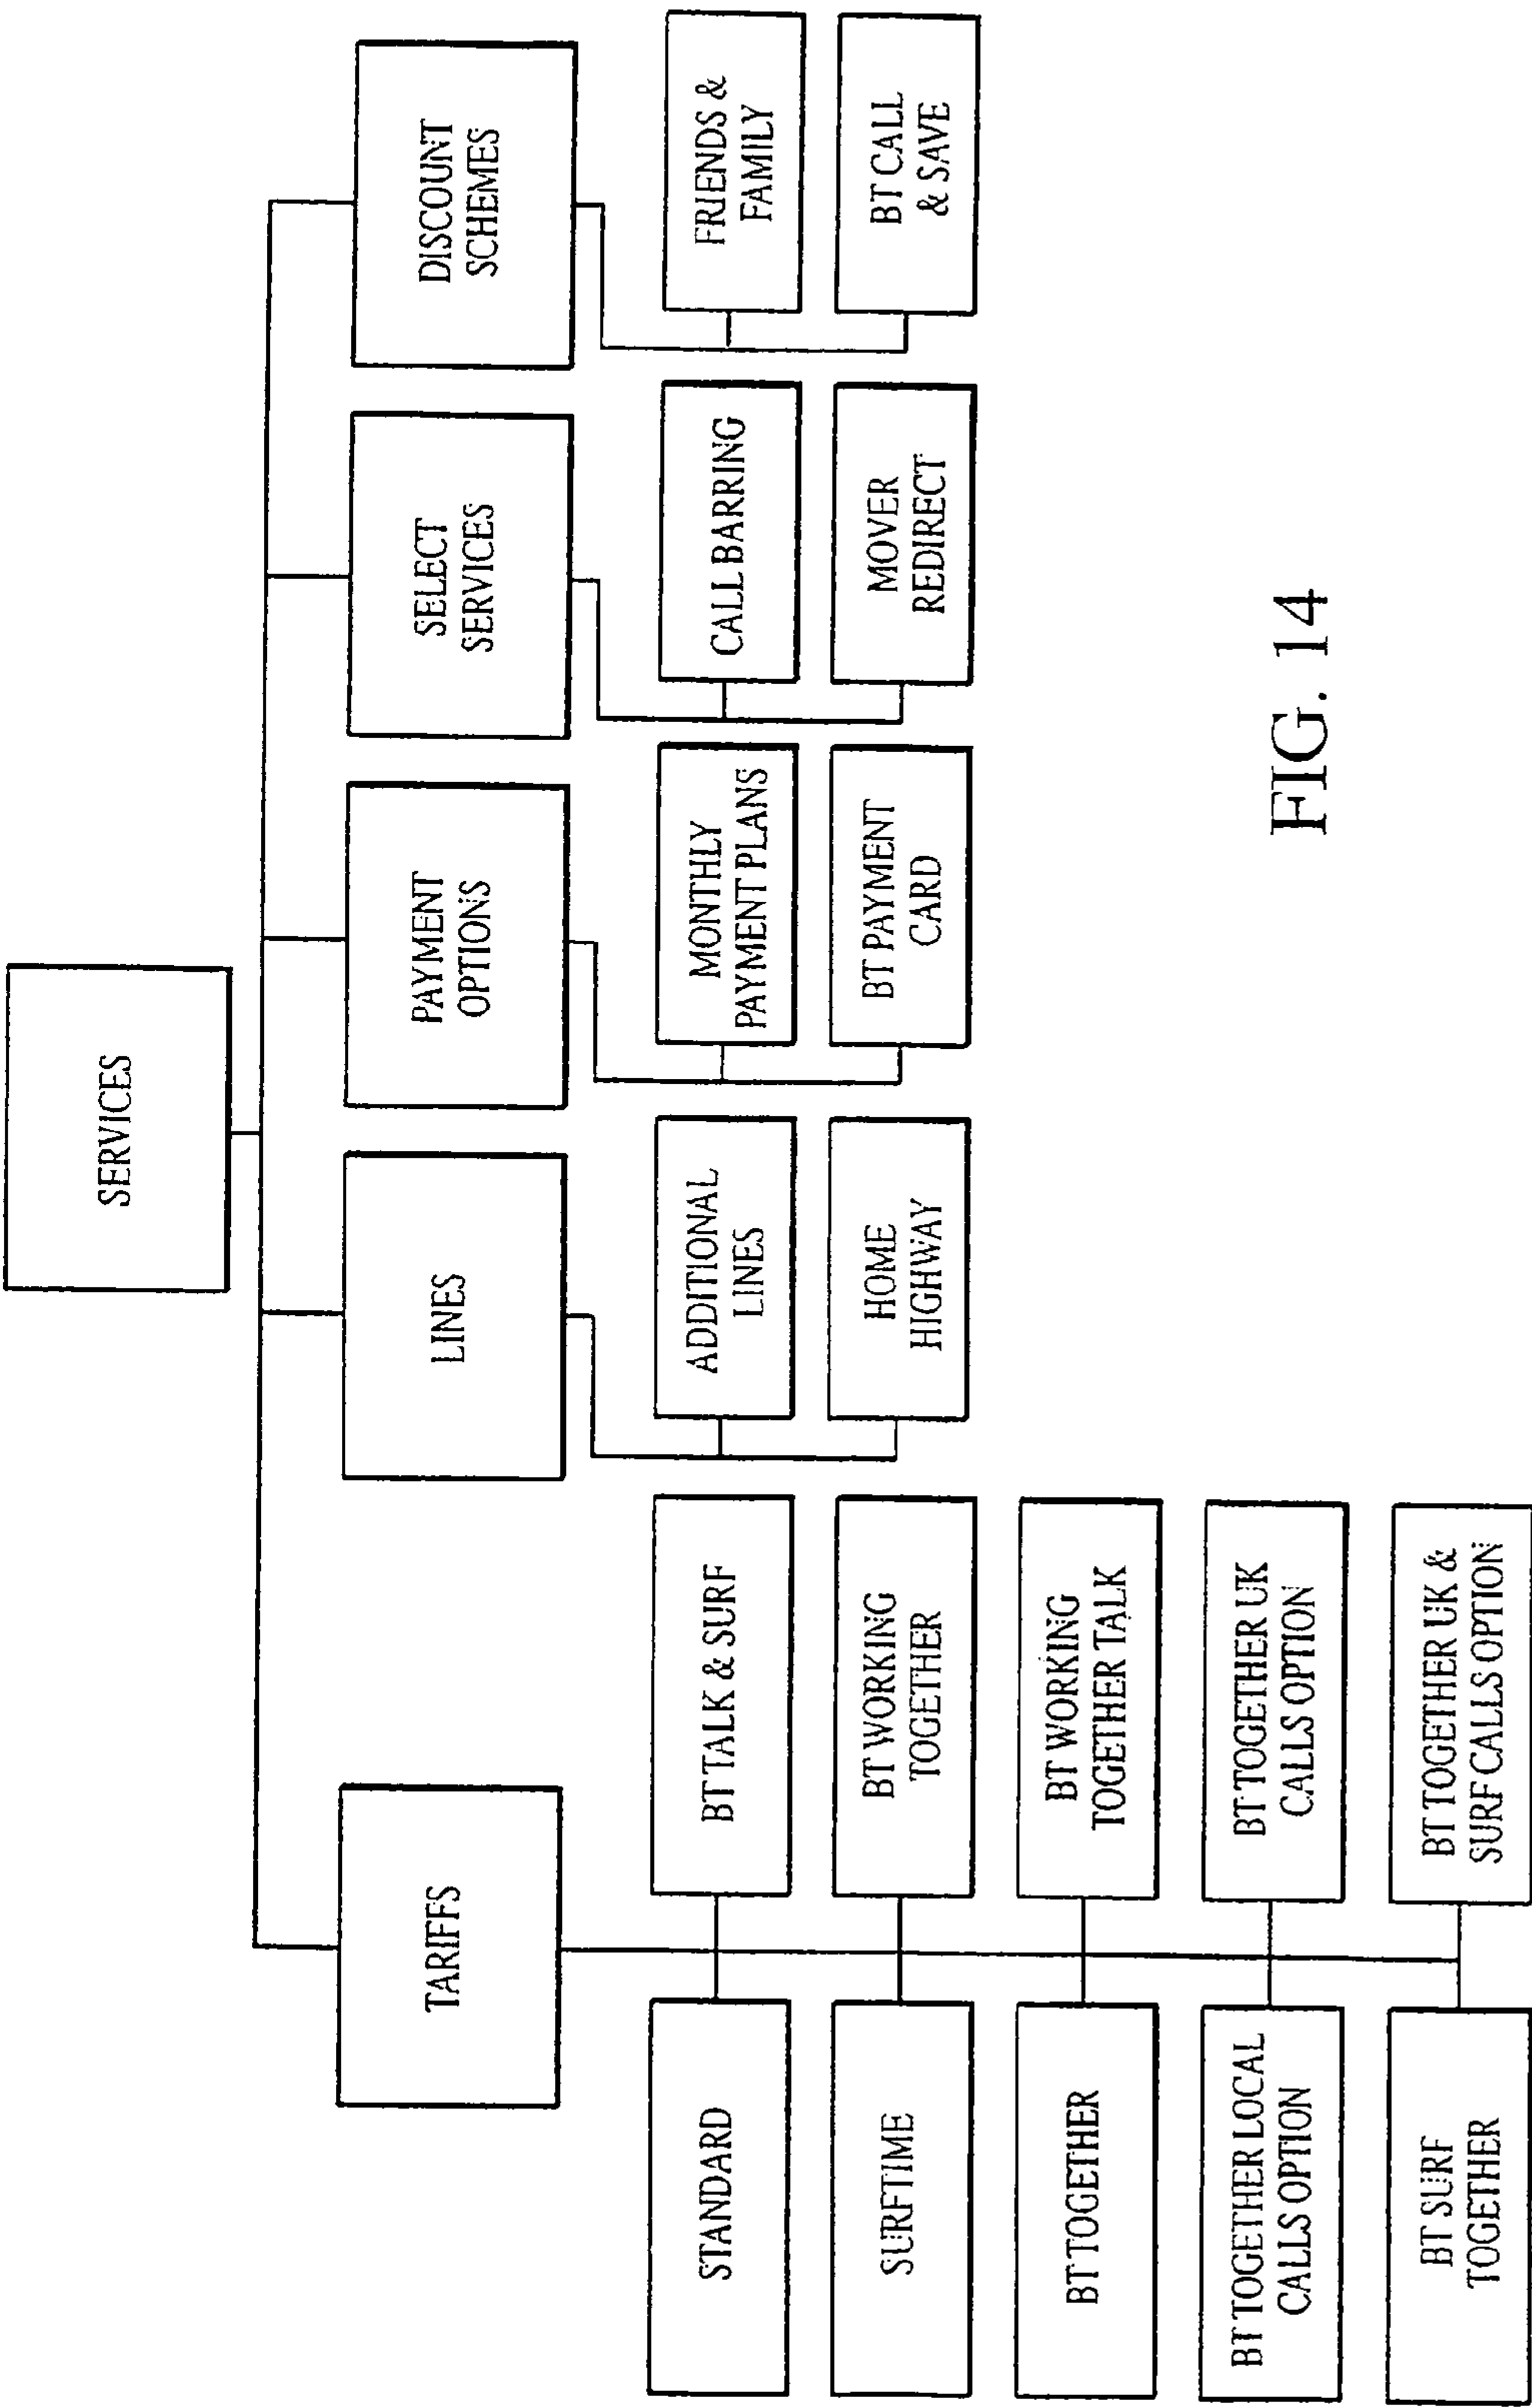 SERVICES
TARIFFS
LINES
PAYMENT
OPTIONS
SELECT
SERVICES
DISCOUNT
SCHEMES
STANDARD
BT TALK & SURF
ADDITIONAL
LINES
MONTHLY
PAYMENT PLANS
CALL BARRING
FRIENDS &
FAMILY
SURFTIME
BT WORKING
TOGETHER
HOME
HIGHWAY
BT PAYMENT
CARD
MOVER
REDIRECT
BT CALL
& SAVE
BT TOGETHER
BT WORKING
TOGETHER TALK
BT TOGETHER LOCAL
CALLS OPTION
BT TOGETHER UK
CALLS OPTION
BT SURF
TOGETHER
BT TOGETHER UK &
SURF CALLS OPTION
FIG. 14